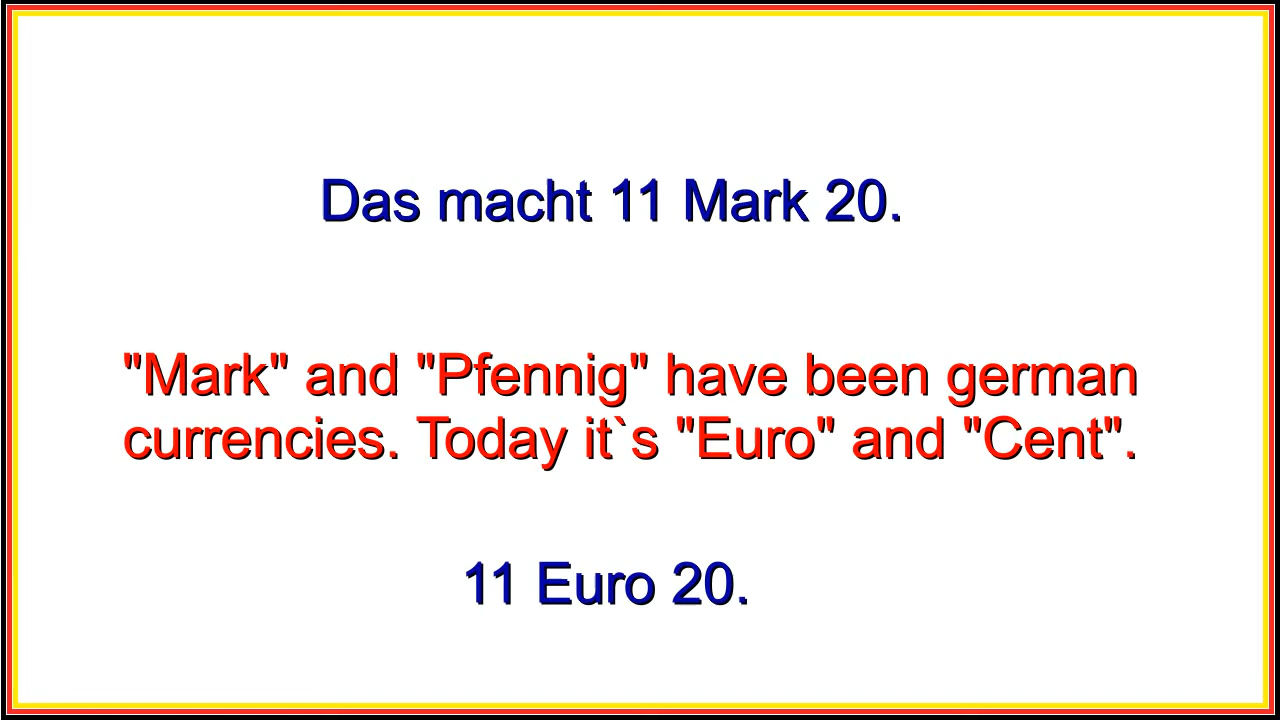 Das macht 11 Mark 20.
"Mark" and "Pfennig" have been german
currencies. Today it`s "Euro" and "Cent".
11 Euro 20.